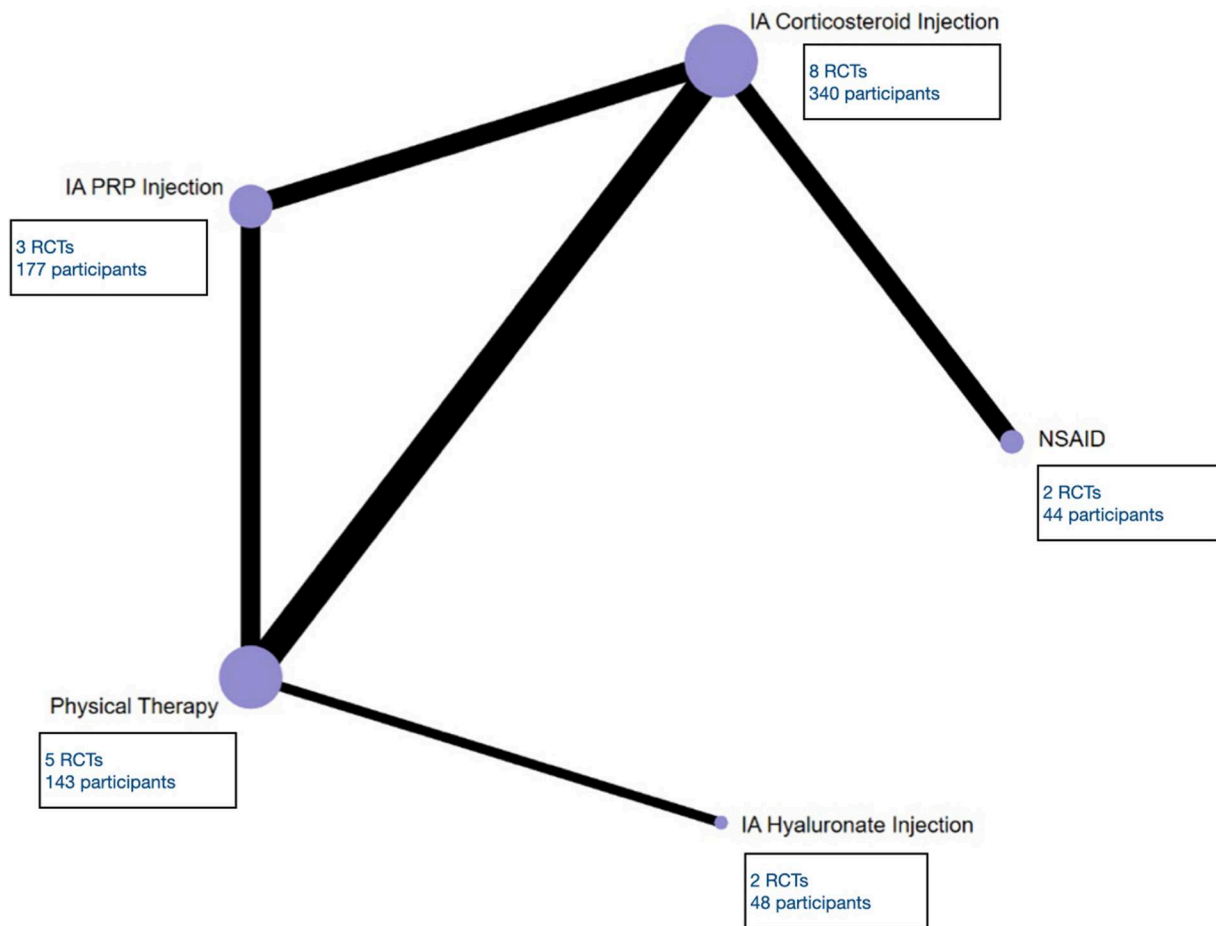 IA Corticosteroid Injection
8 RCTs
340 participants
IA PRP Injection
3 RCTs
177 participants
NSAID
2 RCTs
44 participants
Physical Therapy
5 RCTs
143 participants
IA Hyaluronate Injection
2 RCTs
48 participants